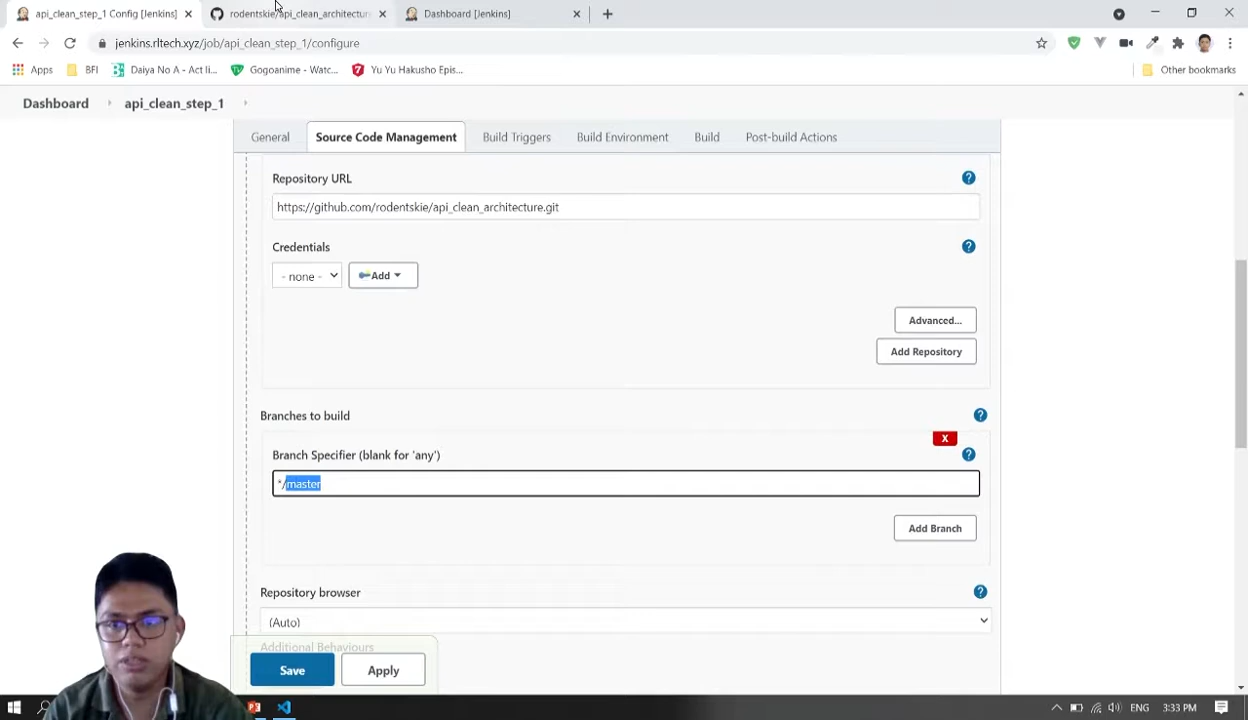 api_clean_step_1 Config [Jenkins]
rodentskie/api_clean_architecture
Dashboard [Jenkins]
jenkins.rltech.xyz/job/api_clean_step_1/configure
Apps
BFI
Daiya No A - Act Ii...
Gogoanime - Watc...
Yu Yu Hakusho Epis...
Other bookmarks
Dashboard
api_clean_step_1
General
Source Code Management
Build Triggers
Build Environment
Build
Post-build Actions
Repository URL
https://github.com/rodentskie/api_clean_architecture.git
Credentials
- none -
Add
Advanced...
Add Repository
Branches to build
X
Branch Specifier (blank for 'any')
*/master
Add Branch
Repository browser
(Auto)
Additional Behaviours
Save
Apply
ENG
3:33 PM